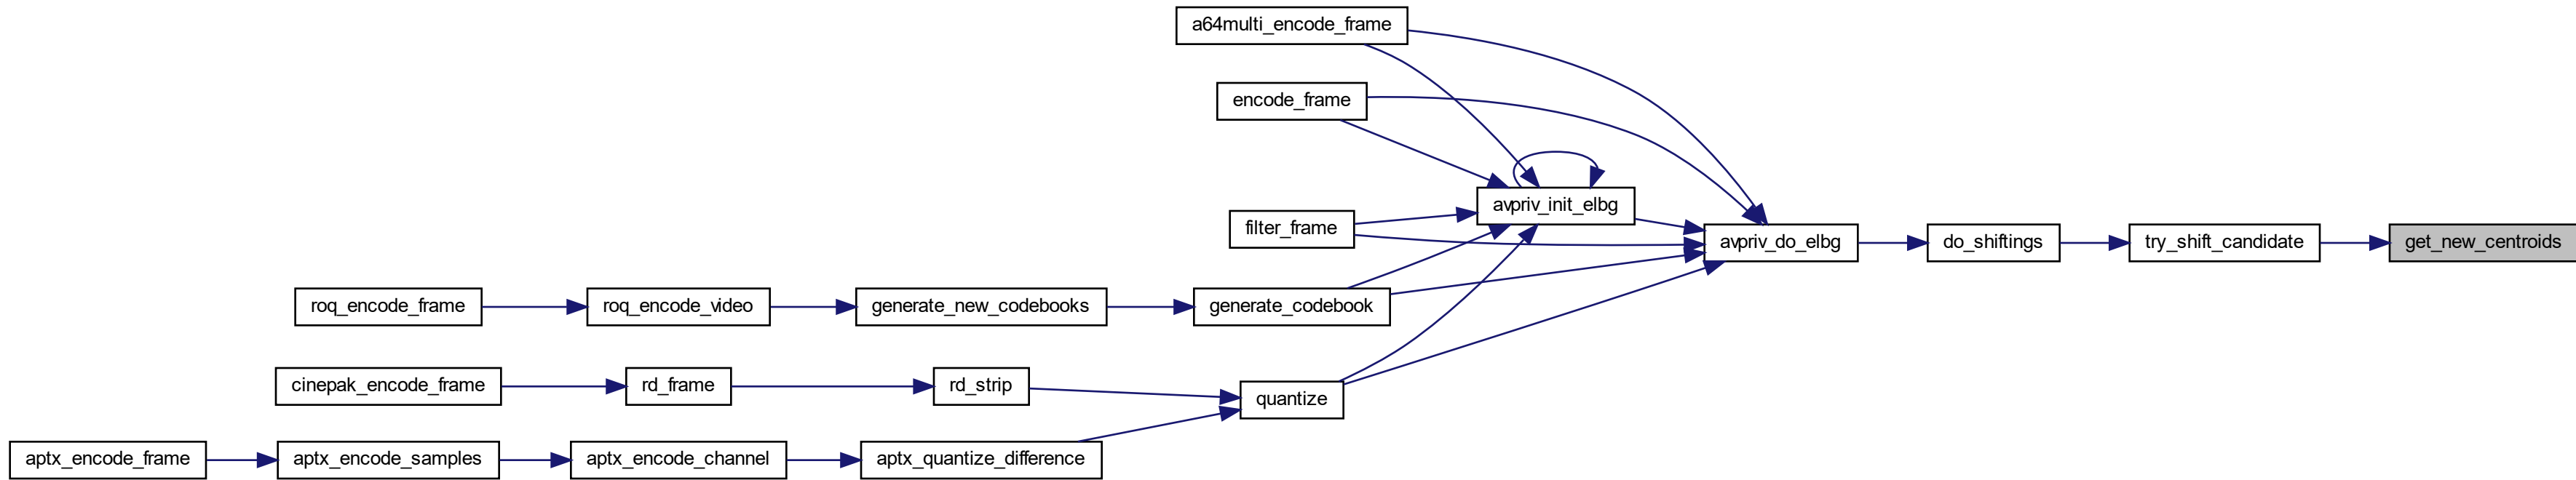 a64multi_encode_frame
encode_frame
avpriv_init_elbg
filter_frame
avpriv_do_elbg
do_shiftings
try_shift_candidate
get_new_centroids
roq_encode_frame
roq_encode_video
generate_new_codebooks
generate_codebook
cinepak_encode_frame
rd_frame
rd_strip
quantize
aptx_encode_frame
aptx_encode_samples
aptx_encode_channel
aptx_quantize_difference